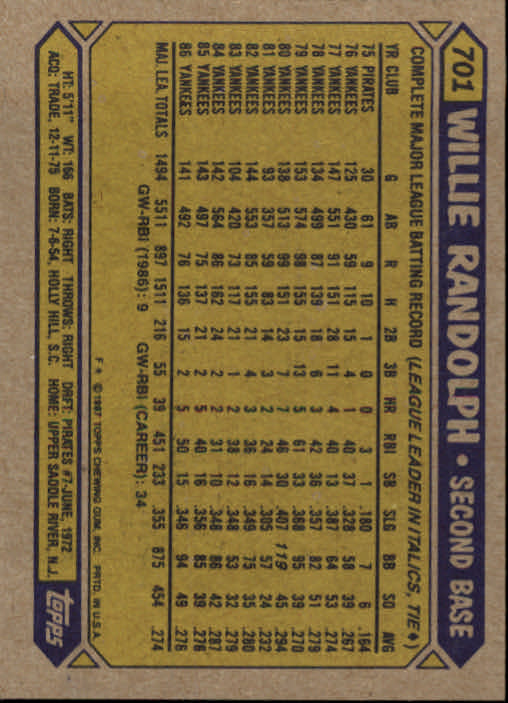 701 WILLIE RANDOLPH • SECOND BASE
COMPLETE MAJOR LEAGUE BATTING RECORD (LEAGUE LEADER IN ITALICS, TIE♦)
YR CLUB G AB R H 2B 3B HR RBI SB SLG BB SO AVG
75 PIRATES 30 61 9 10 1 0 0 3 1 .180 7 6 .164
76 YANKEES 125 430 59 115 15 4 1 40 37 .328 58 39 .267
77 YANKEES 147 551 91 151 28 11 4 40 13 .387 64 53 .274
78 YANKEES 134 499 87 139 18 6 3 42 36 .357 82 51 .279
79 YANKEES 153 574 98 155 15 13 5 61 33 .368 95 39 .270
80 YANKEES 138 513 99 151 23 7 7 46 30 .407 119 45 .294
81 YANKEES 93 357 59 83 14 3 2 24 14 .305 57 24 .232
82 YANKEES 144 553 85 155 21 4 3 36 16 .349 75 35 .280
83 YANKEES 104 420 73 117 21 1 2 38 12 .348 53 32 .279
84 YANKEES 142 564 86 162 24 2 2 31 10 .348 86 42 .287
85 YANKEES 143 497 75 137 21 2 5 40 16 .356 85 39 .276
86 YANKEES 141 492 76 136 15 2 5 50 15 .346 94 49 .276
MAJ. LEA. TOTALS 1494 5511 897 1511 216 55 39 451 233 .355 875 454 .274
GW-RBI (1986): 9 GW-RBI (CAREER): 34
F* © 1987 TOPPS CHEWING GUM, INC. PRTD. IN U.S.A.
HT: 5'11" WT: 166 BATS: RIGHT THROWS: RIGHT DRFT: PIRATES #7-JUNE, 1972
ACQ: TRADE, 12-11-75 BORN: 7-6-54, HOLLY HILL, S.C. HOME: UPPER SADDLE RIVER, N.J.
topps